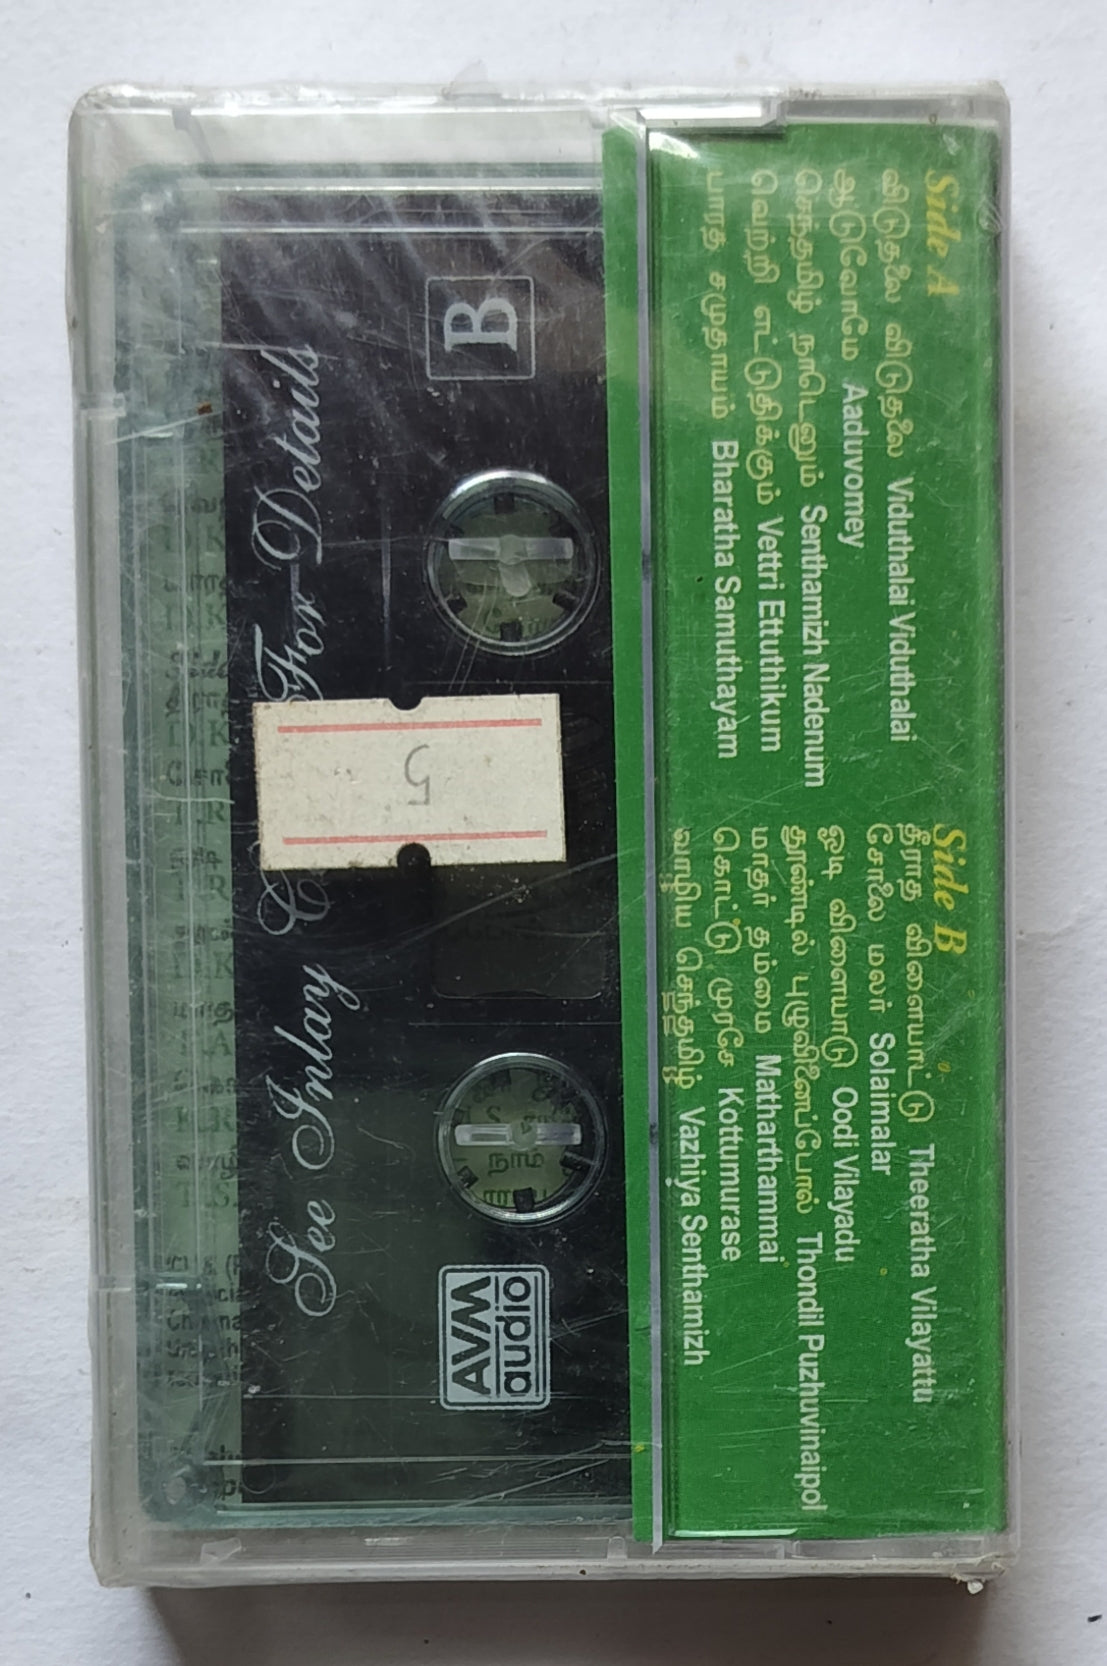 Side A
விடுதலை விடுதலை Viduthalai Viduthalai
ஆடுவோமே Aaduvomey
செந்தமிழ் நாடெனும் Senthamizh Nadenum
வெற்றி எட்டுதிக்கும் Vettri Ettuthikum
பாரத சமுதாயம் Bharatha Samuthayam
Side B
தீராத விளையாட்டு Theeratha Vilayattu
சோலை மலர் Solaimalar
ஓடி விளையாடு Oodi Vilayadu
தூண்டில் புழுவினைப்போல் Thondil Puzhuvinaipol
மாதர் தம்மை Matharthammai
கொட்டு முரசே Kottumurase
வாழிய செந்தமிழ் Vazhiya Senthamizh
B
5
AVM
audio
See Inlay For Details